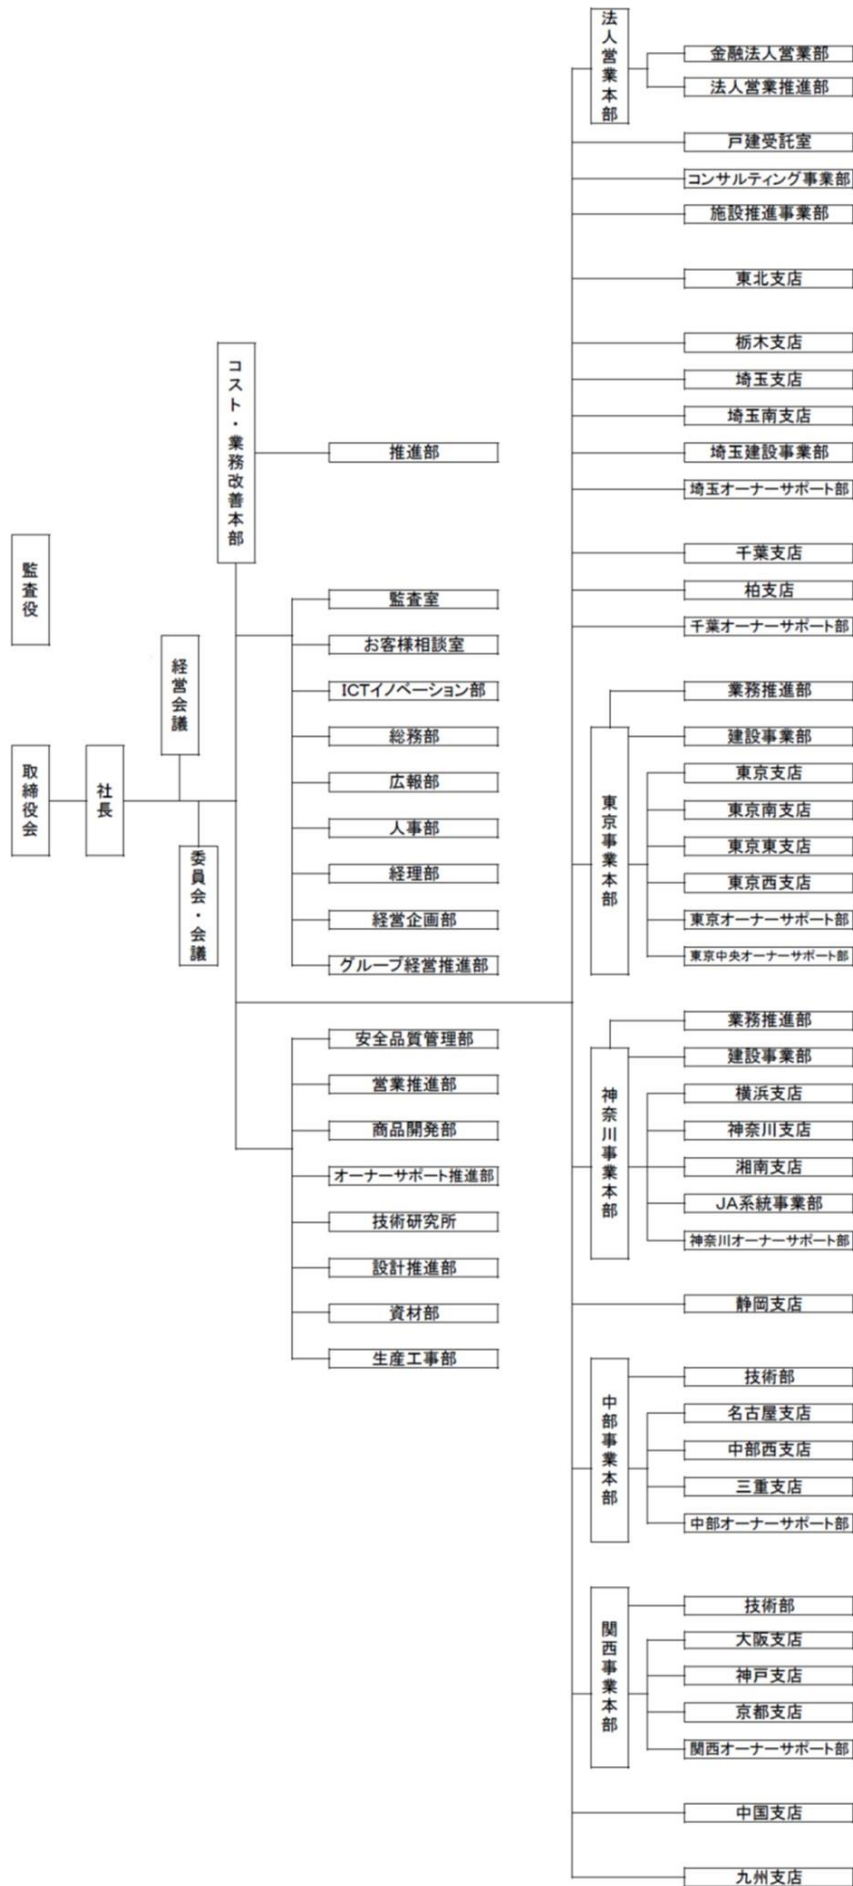 監査役
取締役会
社長
経営会議
委員会・会議
コスト・業務改善本部
推進部
監査室
お客様相談室
ICTイノベーション部
総務部
広報部
人事部
経理部
経営企画部
グループ経営推進部
安全品質管理部
営業推進部
商品開発部
オーナーサポート推進部
技術研究所
設計推進部
資材部
生産工事部
法人営業本部
金融法人営業部
法人営業推進部
戸建受託室
コンサルティング事業部
施設推進事業部
東北支店
栃木支店
埼玉支店
埼玉南支店
埼玉建設事業部
埼玉オーナーサポート部
千葉支店
柏支店
千葉オーナーサポート部
東京事業本部
業務推進部
建設事業部
東京支店
東京南支店
東京東支店
東京西支店
東京オーナーサポート部
東京中央オーナーサポート部
神奈川事業本部
業務推進部
建設事業部
横浜支店
神奈川支店
湘南支店
JA系統事業部
神奈川オーナーサポート部
静岡支店
中部事業本部
技術部
名古屋支店
中部西支店
三重支店
中部オーナーサポート部
関西事業本部
技術部
大阪支店
神戸支店
京都支店
関西オーナーサポート部
中国支店
九州支店